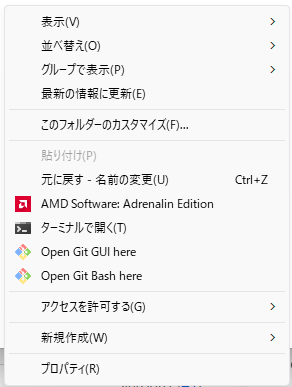 表示(V)
並べ替え(O)
グループで表示(P)
最新の情報に更新(E)
このフォルダーのカスタマイズ(F)...
貼り付け(P)
元に戻す - 名前の変更(U) Ctrl+Z
AMD Software: Adrenalin Edition
ターミナルで開く(T)
Open Git GUI here
Open Git Bash here
アクセスを許可する(G)
新規作成(W)
プロパティ(R)